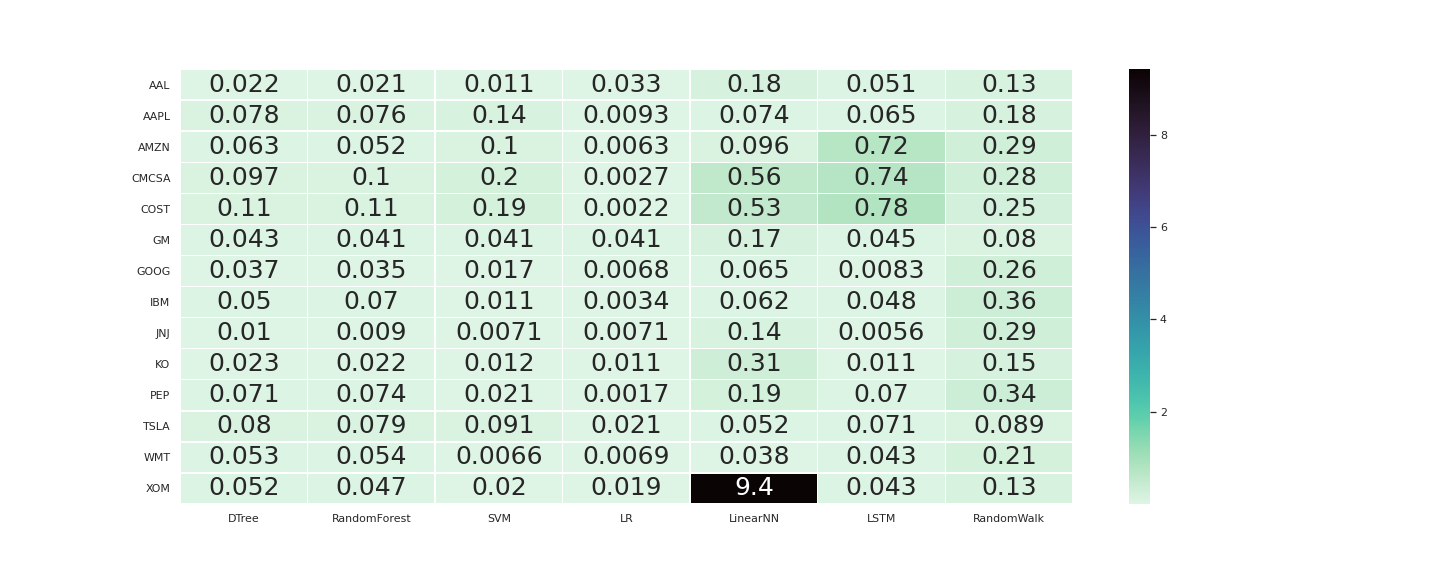 AAL 0.022 0.021 0.011 0.033 0.18 0.051 0.13
AAPL 0.078 0.076 0.14 0.0093 0.074 0.065 0.18
8
AMZN 0.063 0.052 0.1 0.0063 0.096 0.72 0.29
CMCSA 0.097 0.1 0.2 0.0027 0.56 0.74 0.28
COST 0.11 0.11 0.19 0.0022 0.53 0.78 0.25
6
GM 0.043 0.041 0.041 0.041 0.17 0.045 0.08
GOOG 0.037 0.035 0.017 0.0068 0.065 0.0083 0.26
IBM 0.05 0.07 0.011 0.0034 0.062 0.048 0.36
4
JNJ 0.01 0.009 0.0071 0.0071 0.14 0.0056 0.29
KO 0.023 0.022 0.012 0.011 0.31 0.011 0.15
PEP 0.071 0.074 0.021 0.0017 0.19 0.07 0.34
2
TSLA 0.08 0.079 0.091 0.021 0.052 0.071 0.089
WMT 0.053 0.054 0.0066 0.0069 0.038 0.043 0.21
XOM 0.052 0.047 0.02 0.019 9.4 0.043 0.13
DTree RandomForest SVM LR LinearNN LSTM RandomWalk